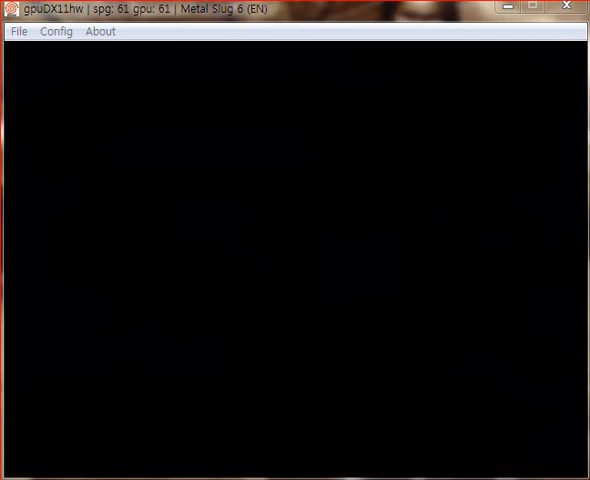 gpuDX11hw | spg: 61 gpu: 61 | Metal Slug 6 (EN)
File Config About